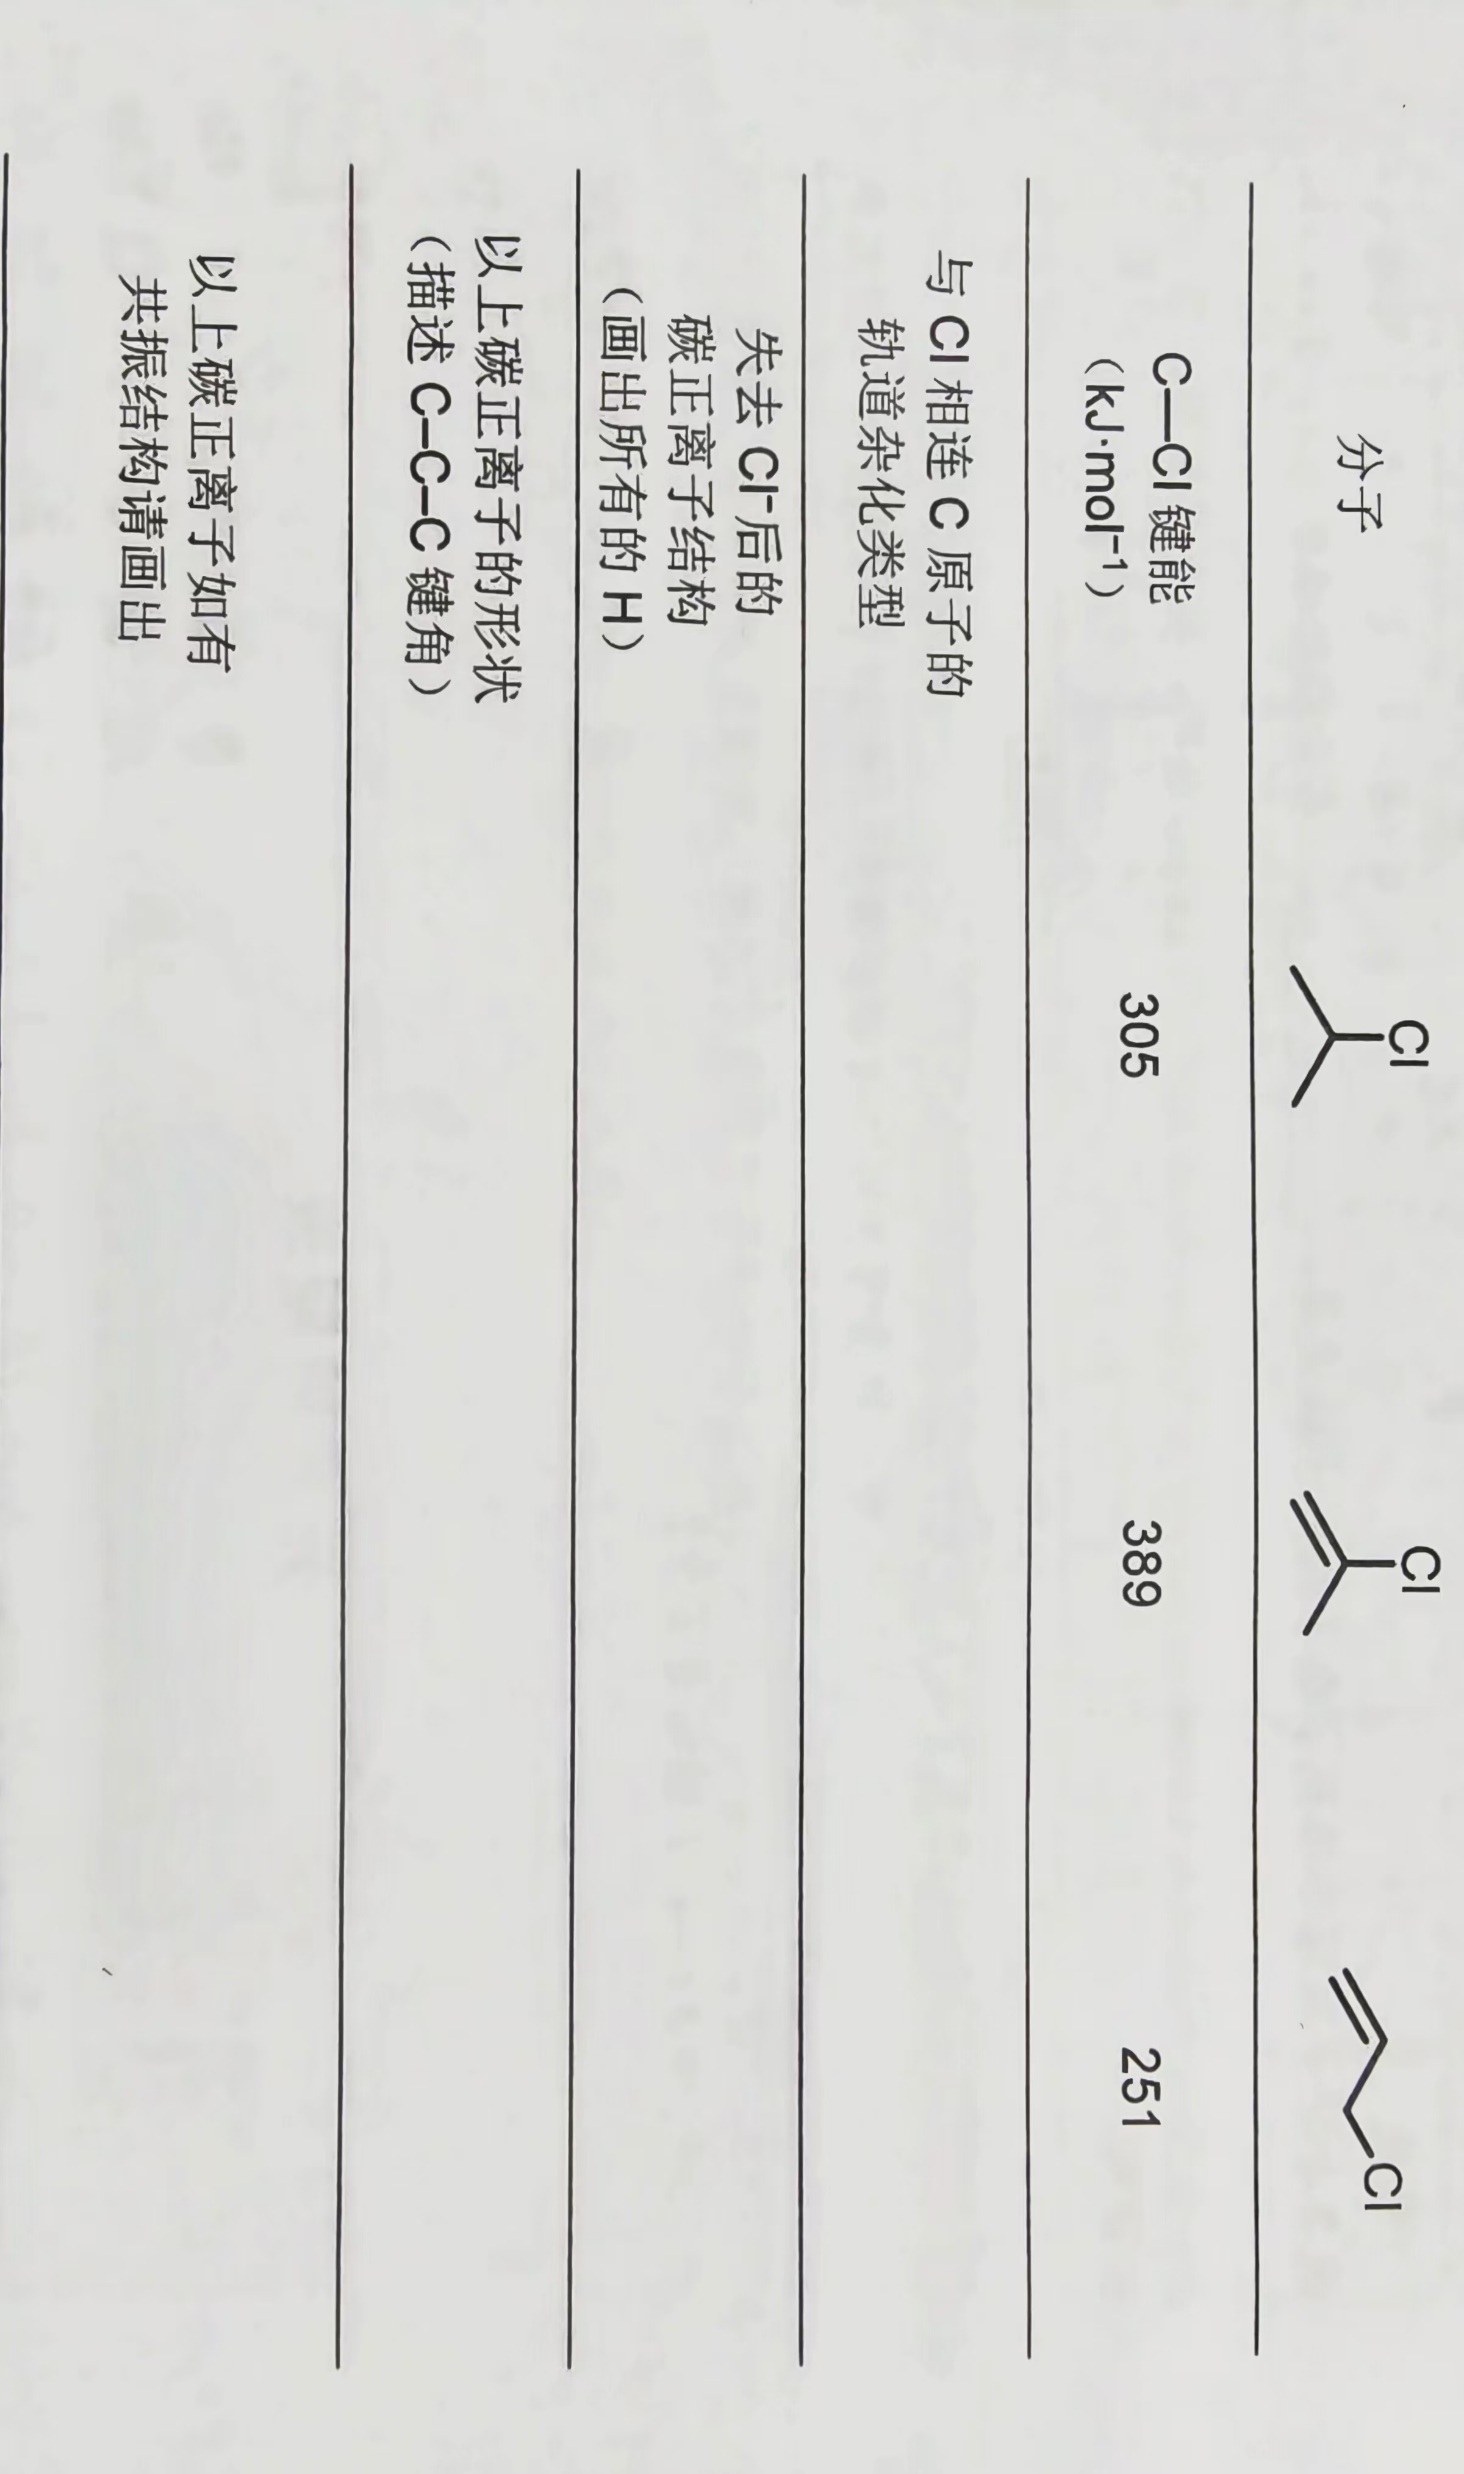 分子
Cl
Cl
Cl
C—Cl 键能
（kJ·mol⁻¹）
305
389
251
与 Cl 相连 C 原子的
轨道杂化类型
失去 Cl⁻后的
碳正离子结构
（画出所有的 H）
以上碳正离子的形状
（描述 C–C–C 键角）
以上碳正离子如有
共振结构请画出